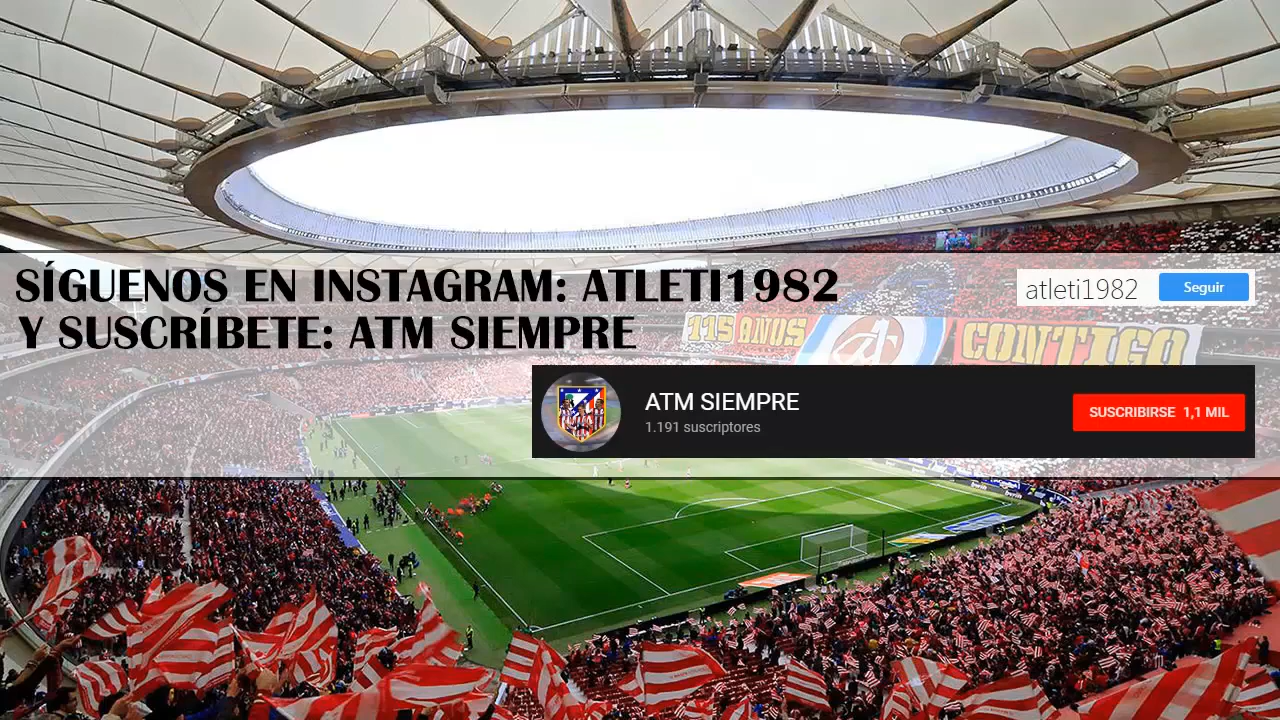 SÍGUENOS EN INSTAGRAM: ATLETI1982
Y SUSCRÍBETE: ATM SIEMPRE
atleti1982
Seguir
115 AÑOS
CONTIGO
ATM SIEMPRE
1.191 suscriptores
SUSCRIBIRSE 1,1 MIL